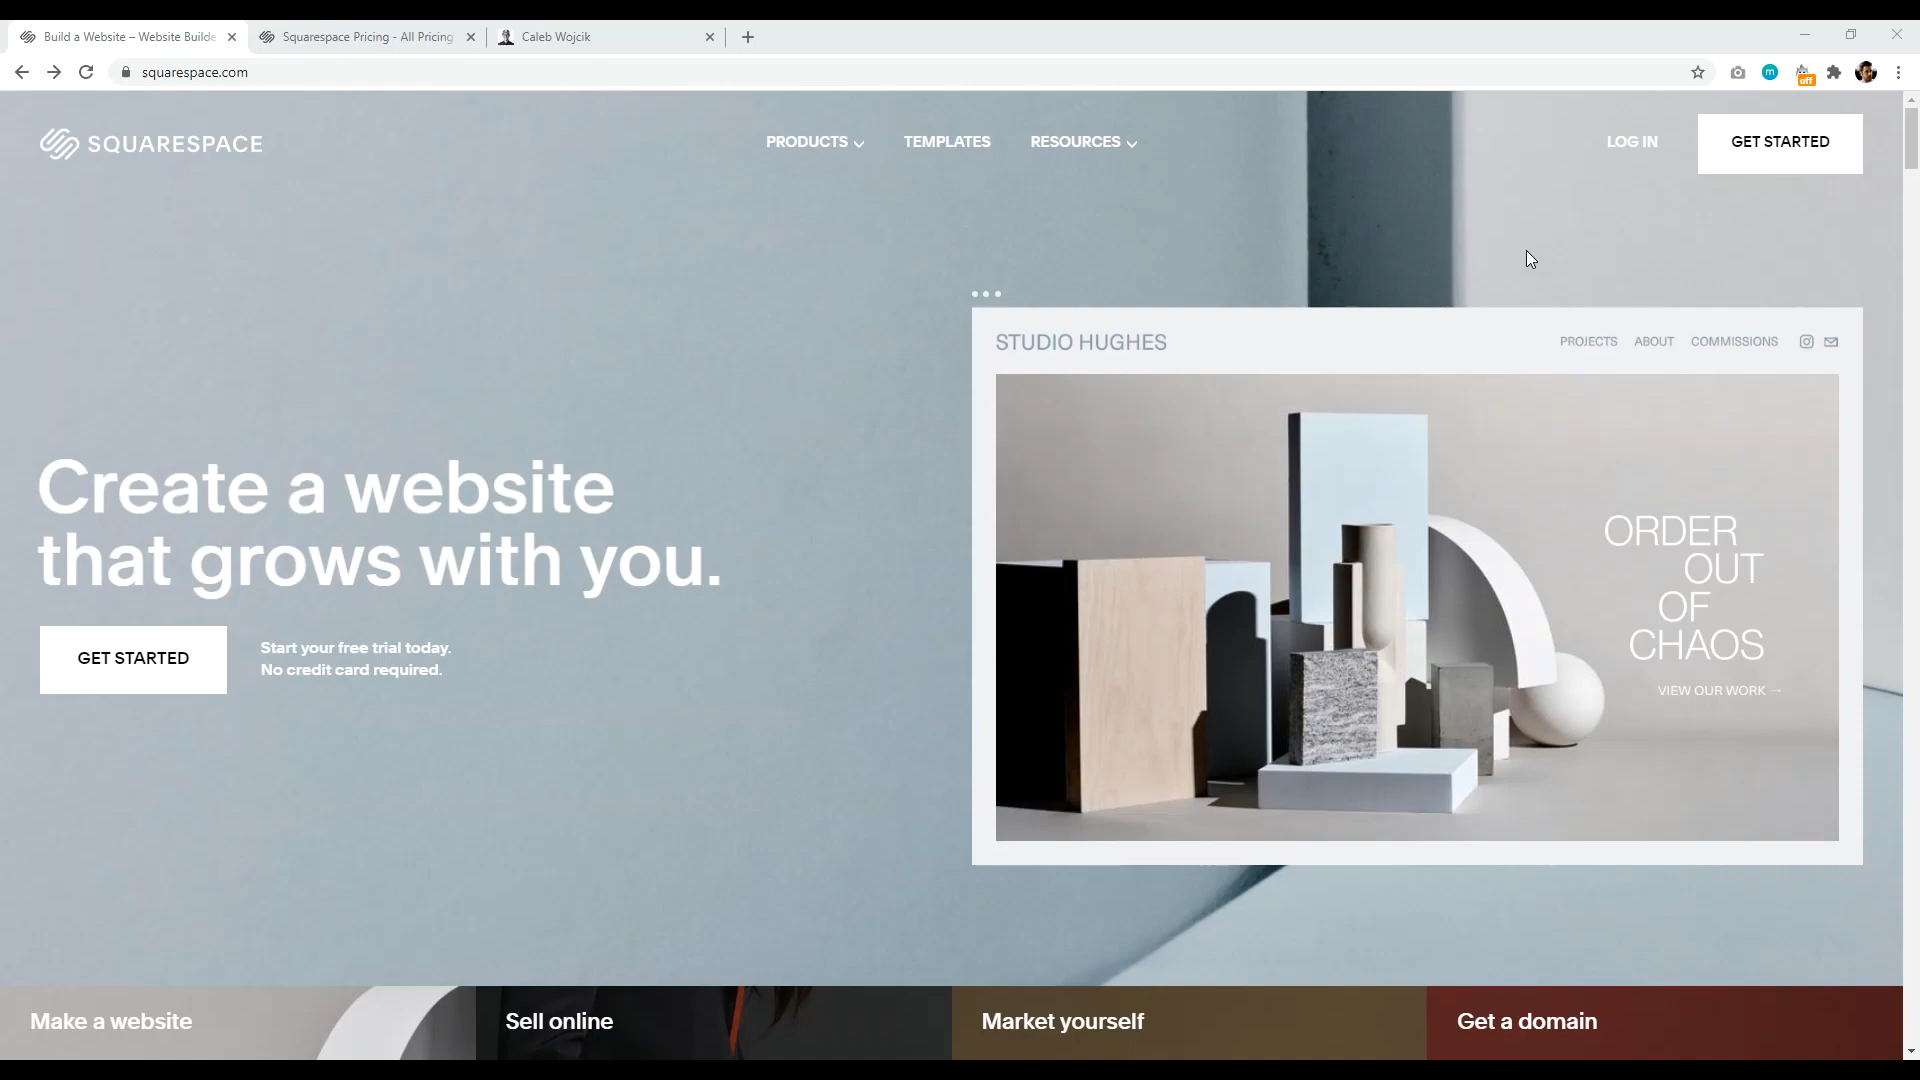 Build a Website – Website Builde
Squarespace Pricing - All Pricing
Caleb Wojcik
squarespace.com
m
off
SQUARESPACE
PRODUCTS
TEMPLATES
RESOURCES
LOG IN
GET STARTED
STUDIO HUGHES
PROJECTS
ABOUT
COMMISSIONS
ORDER
OUT
OF
CHAOS
VIEW OUR WORK →
Create a website
that grows with you.
GET STARTED
Start your free trial today.
No credit card required.
Make a website
Sell online
Market yourself
Get a domain